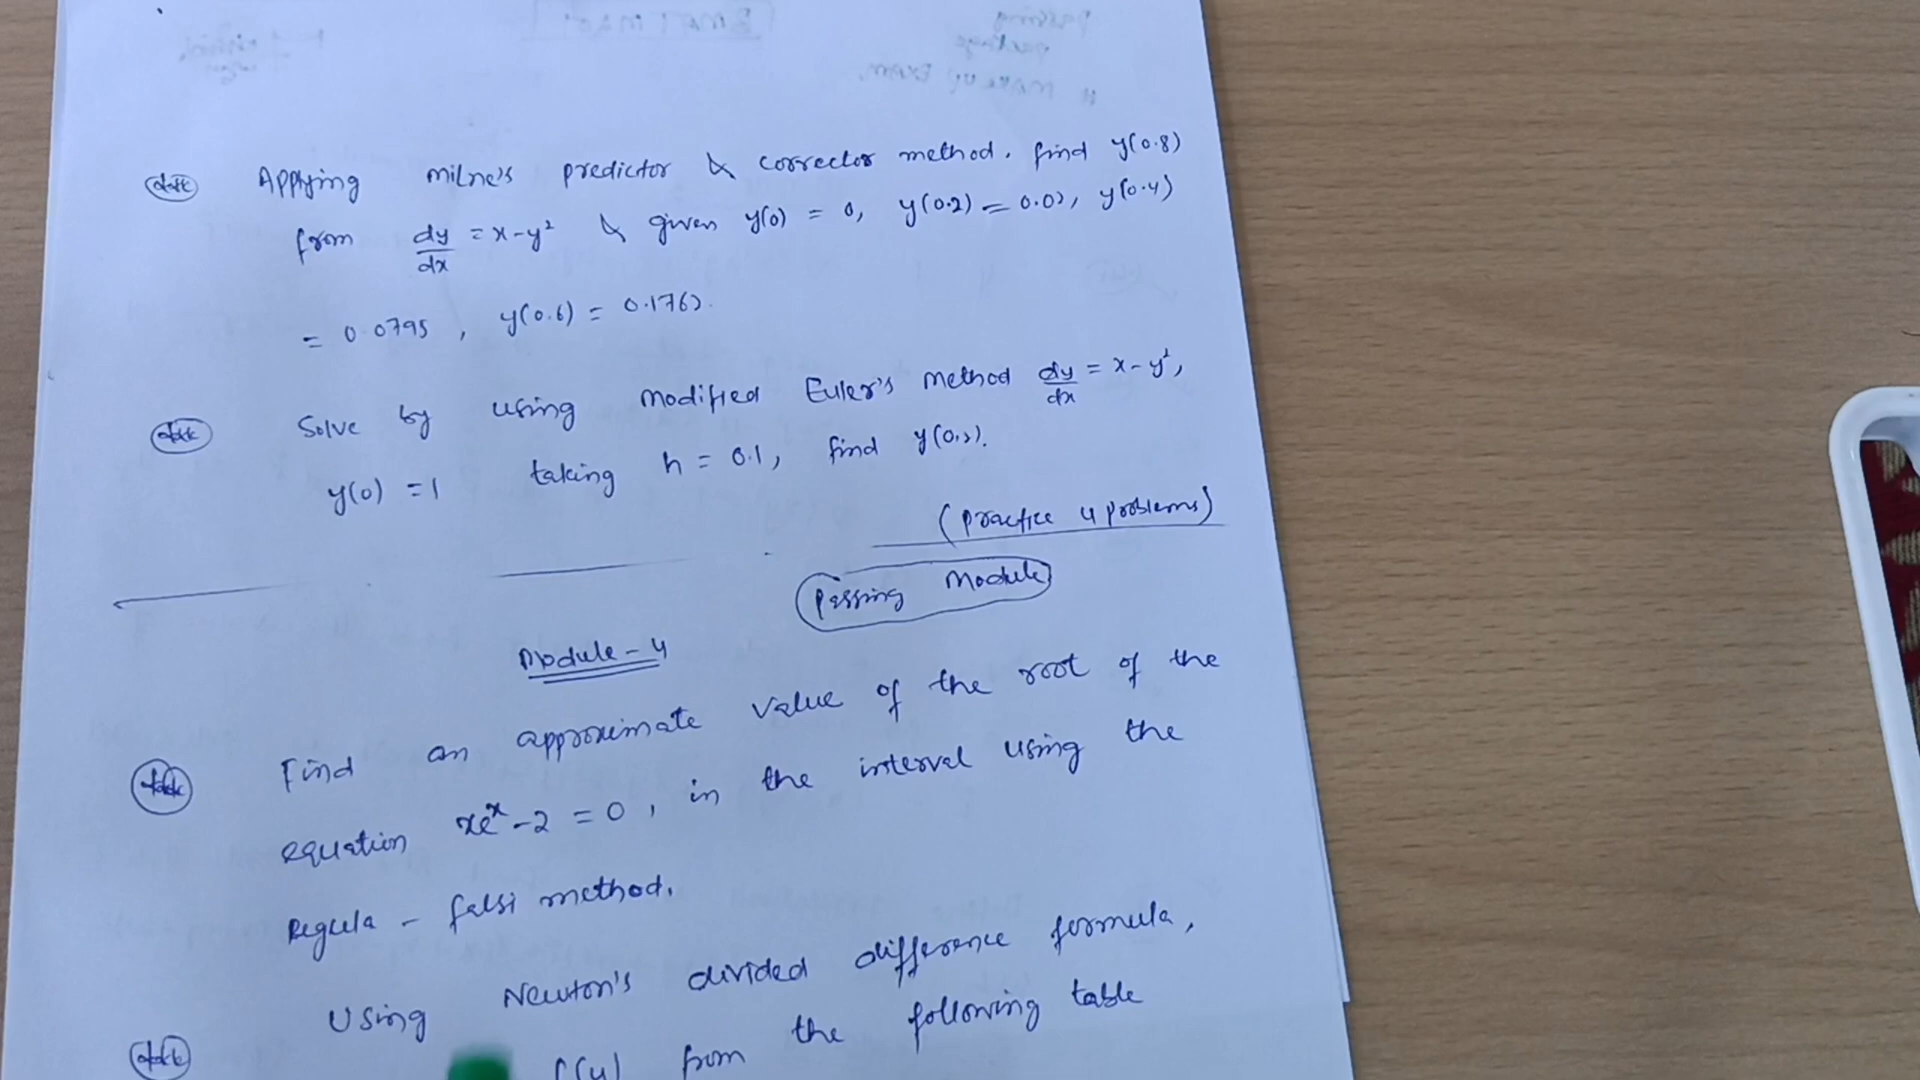 Applying milne's predictor & corrector method. find y(0.8)
from dy/dx = x-y² & given y(0) = 0, y(0.2) = 0.02, y(0.4)
= 0.0795, y(0.6) = 0.1762.
Solve by using modified Euler's method dy/dx = x-y²,
y(0) = 1 taking h = 0.1, find y(0.2).
(Practice 4 problems)
Passing Module
Module-4
Find an approximate value of the root of the
equation xeˣ-2 = 0, in the interval using the
Regula - falsi method.
Using Newton's divided difference formula,
f(4) from the following table